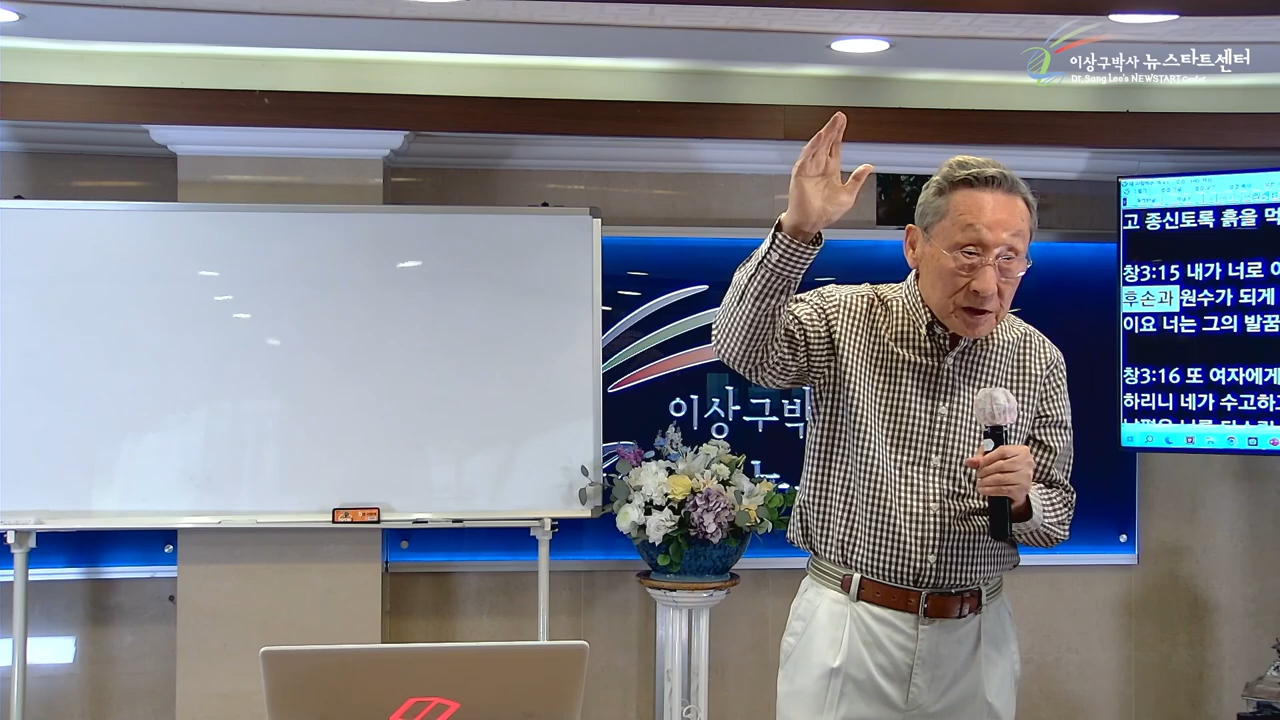 이상구박사 뉴스타트센터
Dr. Sang Lee's NEWSTART Center
고 종신토록 흙을 먹
창3:15 내가 너로
후손과 원수가 되게
이요 너는 그의 발꿈
창3:16 또 여자에게
하리니 네가 수고하고
이상구박